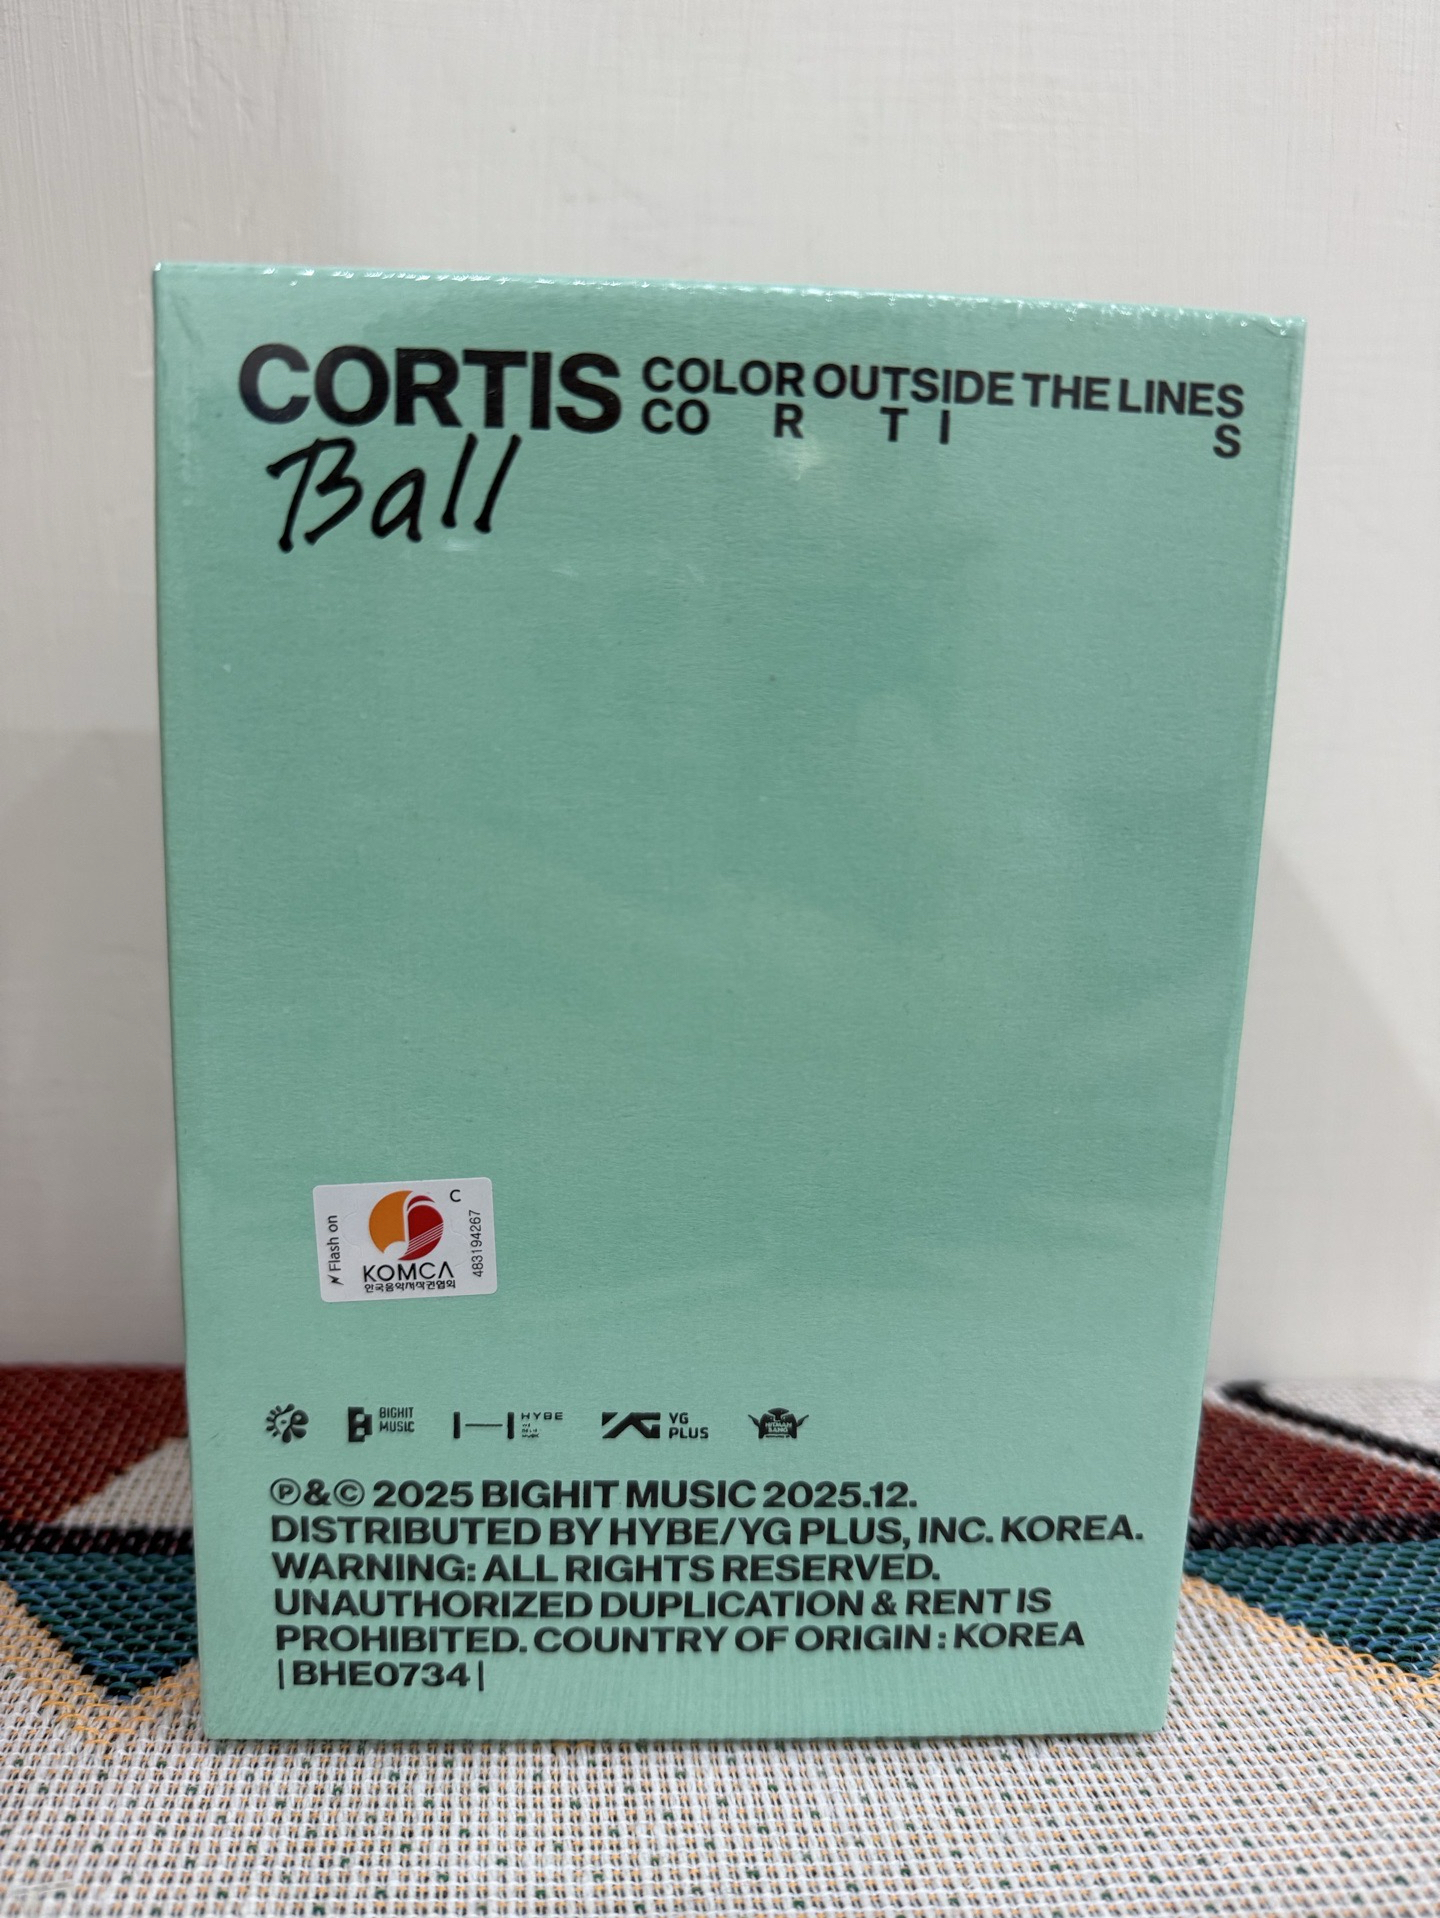 CORTIS COLOR OUTSIDE THE LINES
CO R T I S
Ball
Flash on
C
483194267
KOMCA
한국음악저작권협회
BIGHIT
MUSIC
HYBE
YG
PLUS
HITMAN
BANG
Ⓟ&© 2025 BIGHIT MUSIC 2025.12.
DISTRIBUTED BY HYBE/YG PLUS, INC. KOREA.
WARNING: ALL RIGHTS RESERVED.
UNAUTHORIZED DUPLICATION & RENT IS
PROHIBITED. COUNTRY OF ORIGIN : KOREA
|BHE0734|